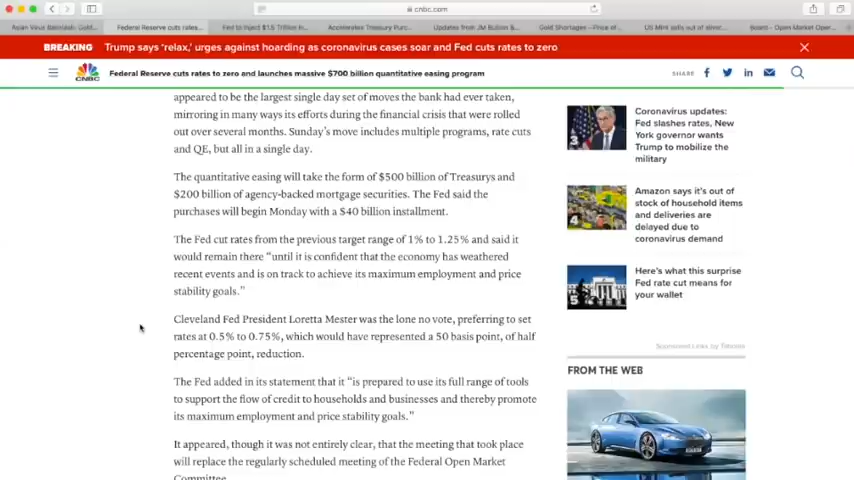 cnbc.com
Federal Reserve cuts rates...
Fed to Inject $1.5 Trillion in...
Accelerates Treasury Purc...
Updates from JM Bullion &...
Gold Shortages – Price of...
US Mint sells out of silver...
Board - Open Market Oper...
BREAKING Trump says ‘relax,’ urges against hoarding as coronavirus cases soar and Fed cuts rates to zero
CNBC
Federal Reserve cuts rates to zero and launches massive $700 billion quantitative easing program
SHARE
appeared to be the largest single day set of moves the bank had ever taken,
mirroring in many ways its efforts during the financial crisis that were rolled
out over several months. Sunday’s move includes multiple programs, rate cuts
and QE, but all in a single day.
The quantitative easing will take the form of $500 billion of Treasurys and
$200 billion of agency-backed mortgage securities. The Fed said the
purchases will begin Monday with a $40 billion installment.
The Fed cut rates from the previous target range of 1% to 1.25% and said it
would remain there “until it is confident that the economy has weathered
recent events and is on track to achieve its maximum employment and price
stability goals.”
Cleveland Fed President Loretta Mester was the lone no vote, preferring to set
rates at 0.5% to 0.75%, which would have represented a 50 basis point, of half
percentage point, reduction.
The Fed added in its statement that it “is prepared to use its full range of tools
to support the flow of credit to households and businesses and thereby promote
its maximum employment and price stability goals.”
It appeared, though it was not entirely clear, that the meeting that took place
will replace the regularly scheduled meeting of the Federal Open Market
Committee.
3
Coronavirus updates:
Fed slashes rates, New
York governor wants
Trump to mobilize the
military
4
Amazon says it’s out of
stock of household items
and deliveries are
delayed due to
coronavirus demand
5
Here’s what this surprise
Fed rate cut means for
your wallet
Sponsored Links by Taboola
FROM THE WEB